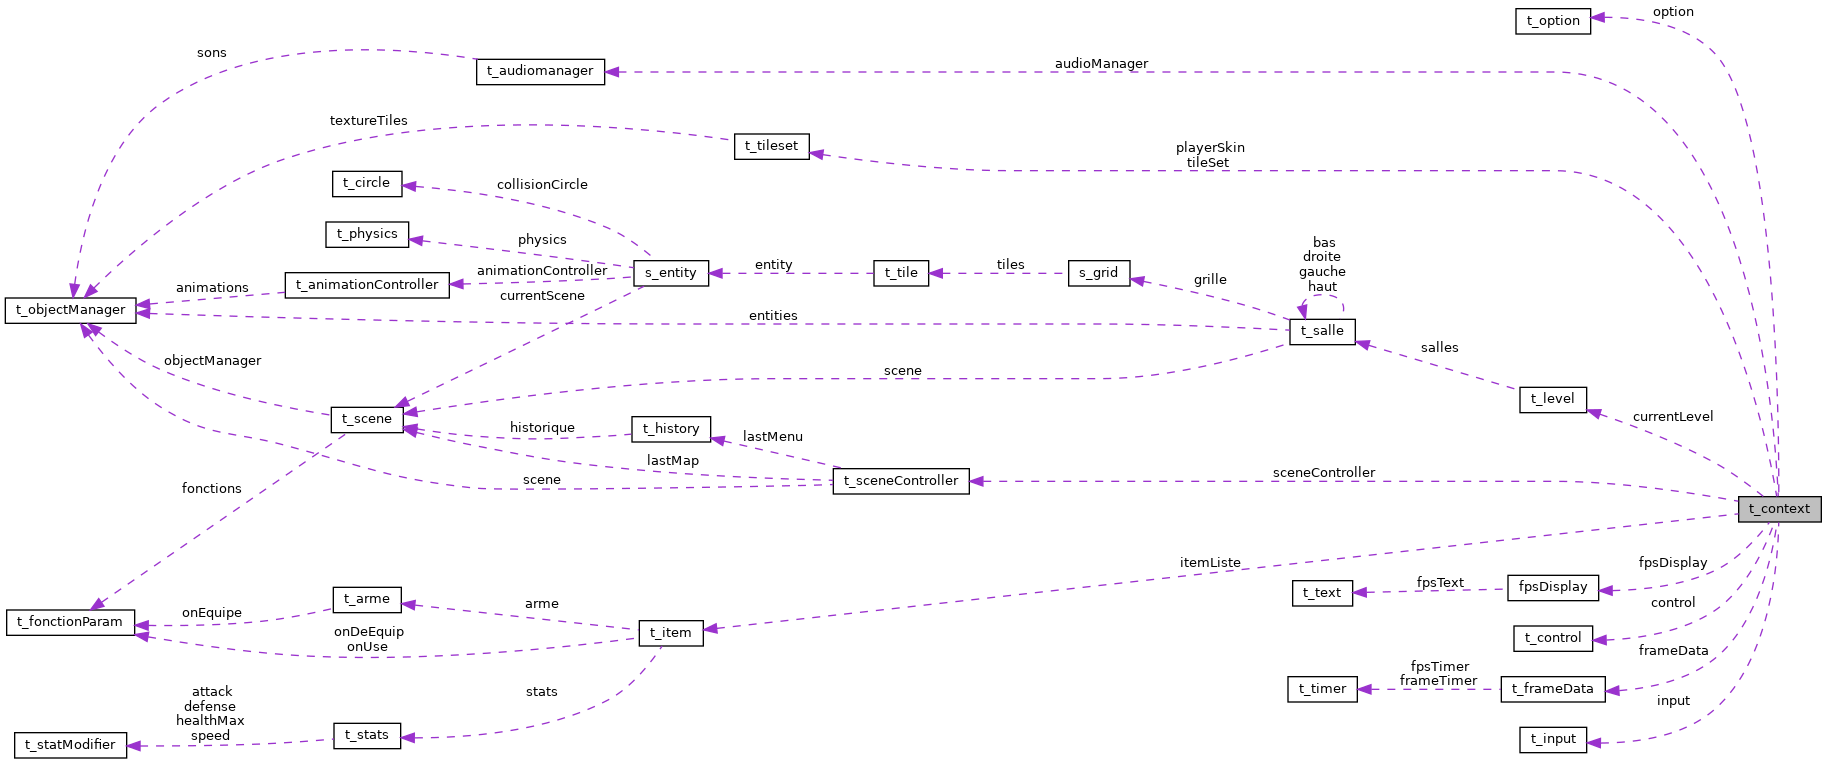 option
t_option
sons
audioManager
t_audiomanager
textureTiles
t_tileset
playerSkin
tileSet
t_circle
collisionCircle
t_physics
physics
bas
droite
gauche
haut
animationController
s_entity
entity
t_tile
tiles
s_grid
grille
animations
t_animationController
currentScene
t_objectManager
entities
t_salle
objectManager
salles
scene
t_level
currentLevel
t_scene
historique
t_history
lastMenu
lastMap
sceneController
scene
t_sceneController
fonctions
t_context
itemListe
fpsDisplay
fpsText
fpsDisplay
t_text
t_arme
arme
control
onEquipe
t_fonctionParam
onDeEquip
onUse
t_item
t_control
frameData
fpsTimer
frameTimer
t_timer
t_frameData
attack
defense
healthMax
speed
stats
input
t_statModifier
t_stats
t_input